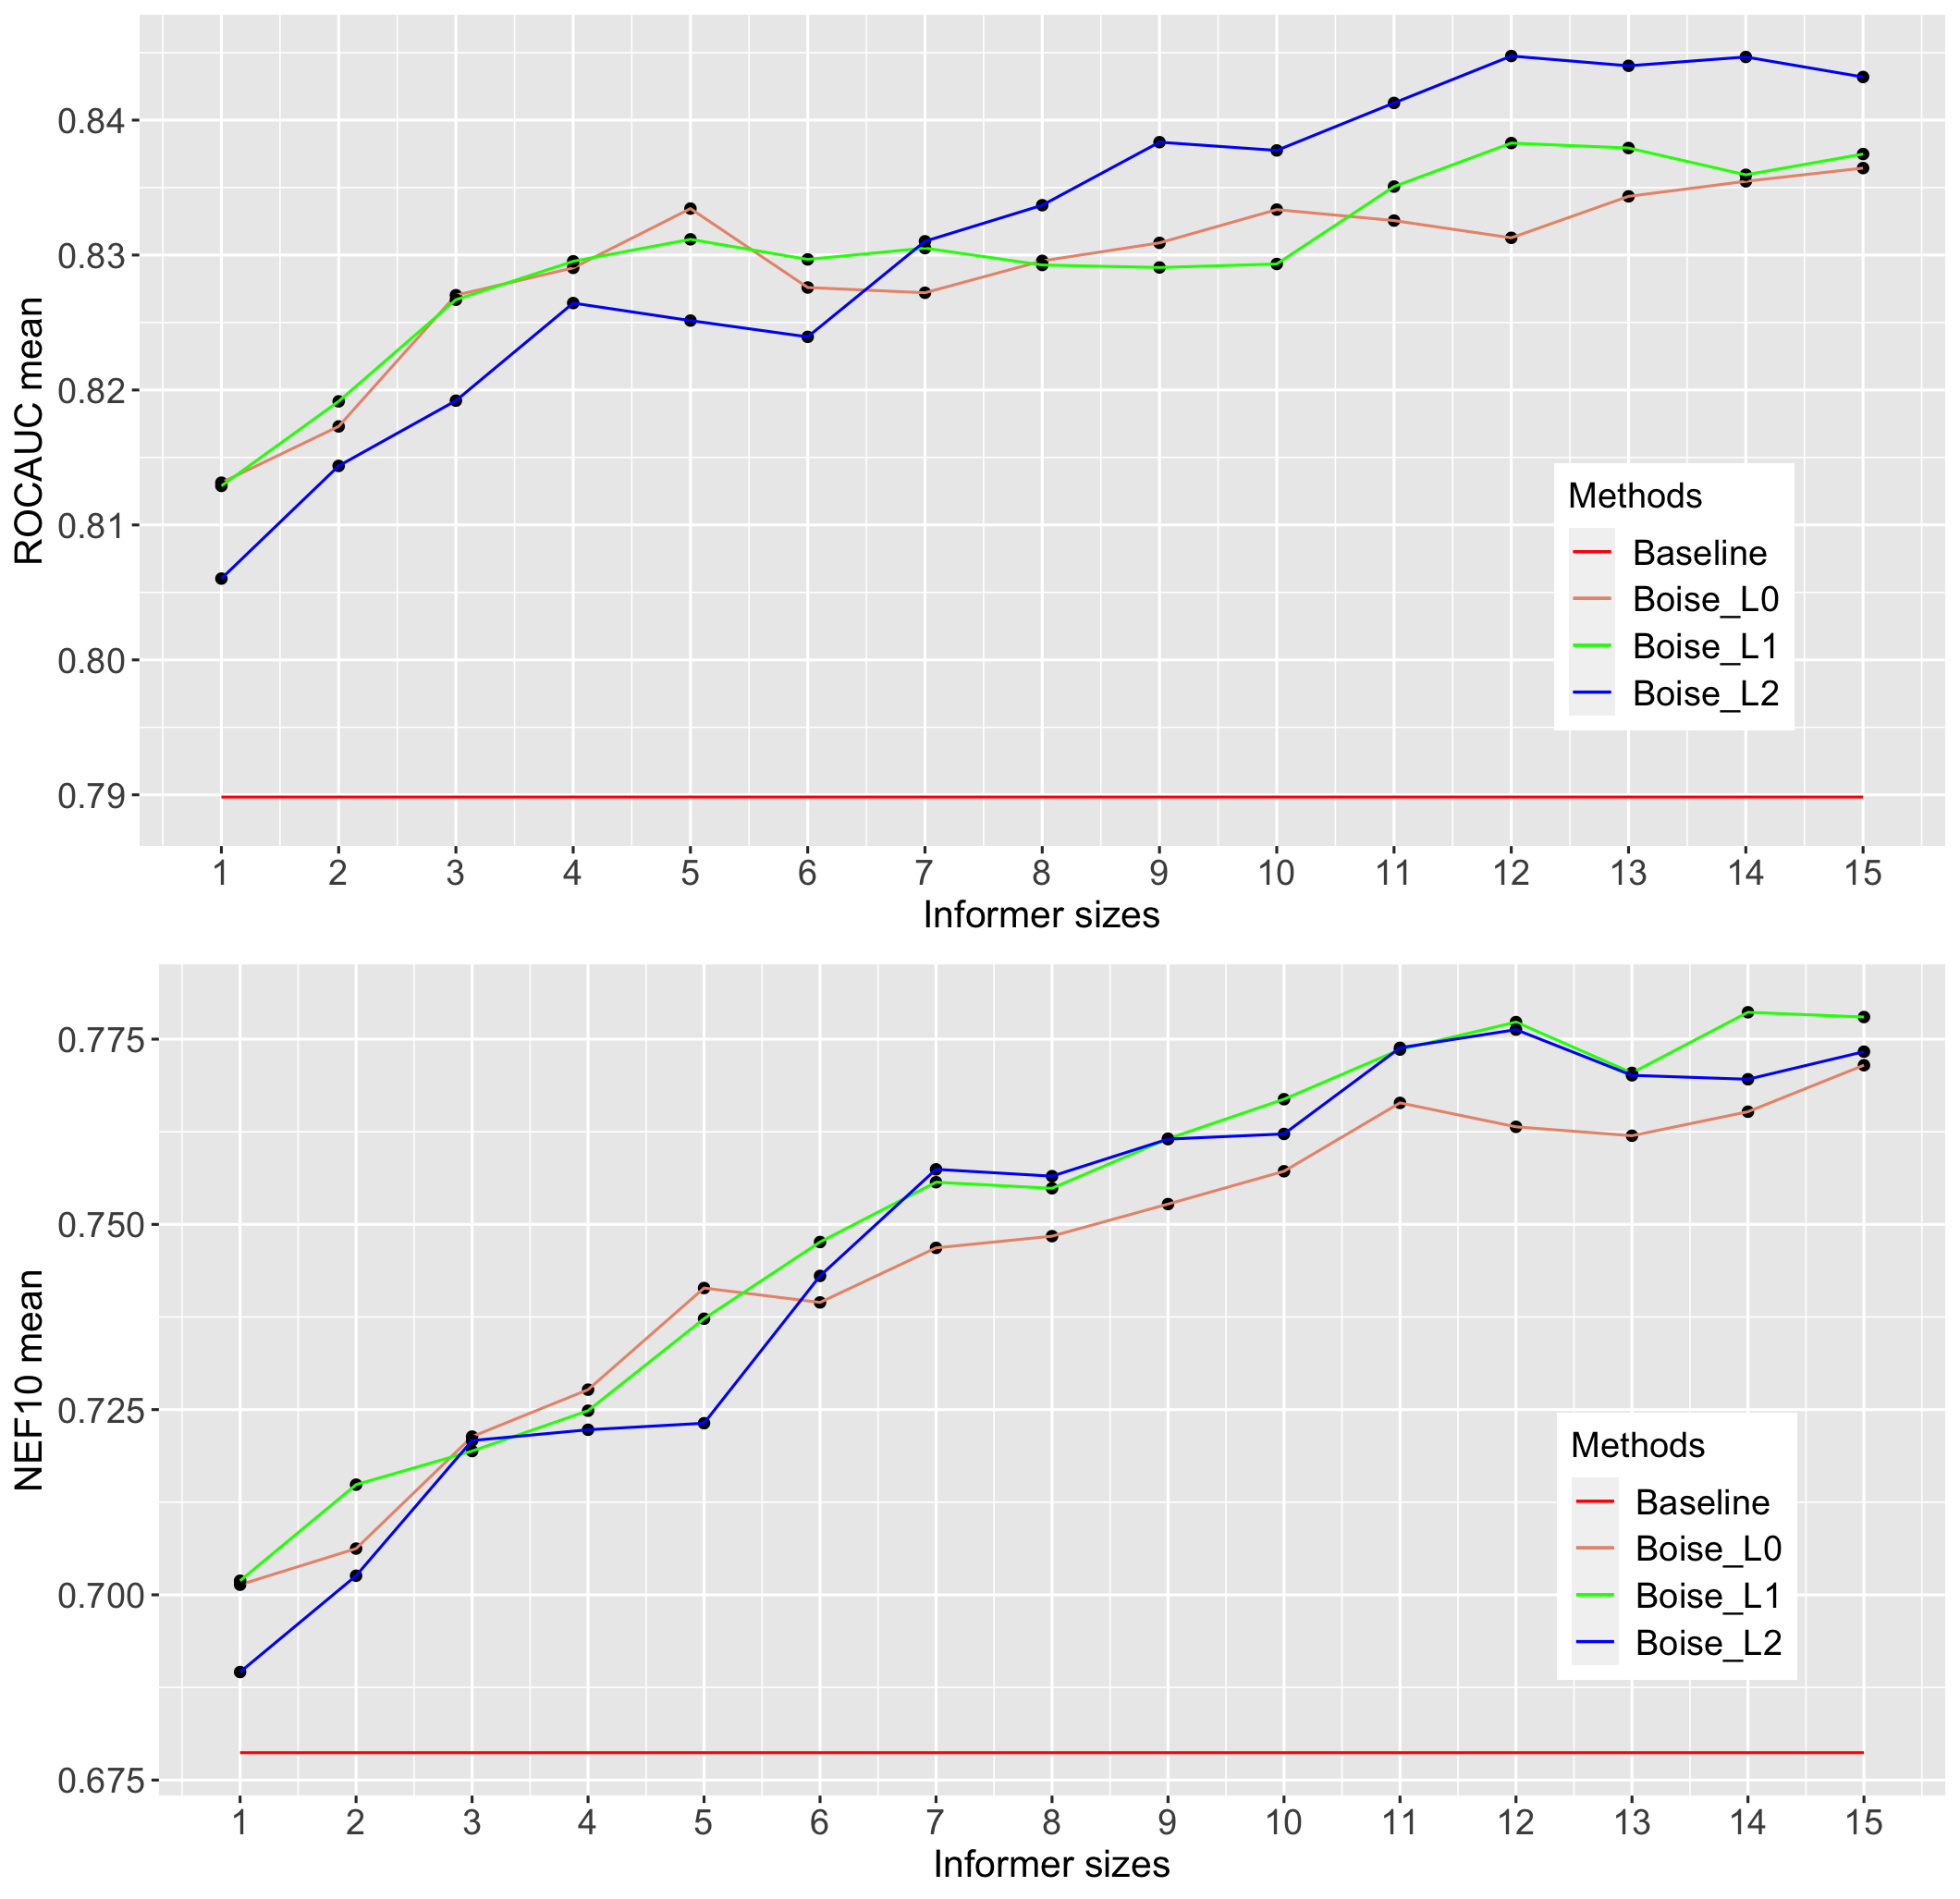 ROCAUC mean
0.84
0.83
0.82
0.81
0.80
0.79
Methods
Baseline
Boise_L0
Boise_L1
Boise_L2
1 2 3 4 5 6 7 8 9 10 11 12 13 14 15
Informer sizes
NEF10 mean
0.775
0.750
0.725
0.700
0.675
Methods
Baseline
Boise_L0
Boise_L1
Boise_L2
1 2 3 4 5 6 7 8 9 10 11 12 13 14 15
Informer sizes